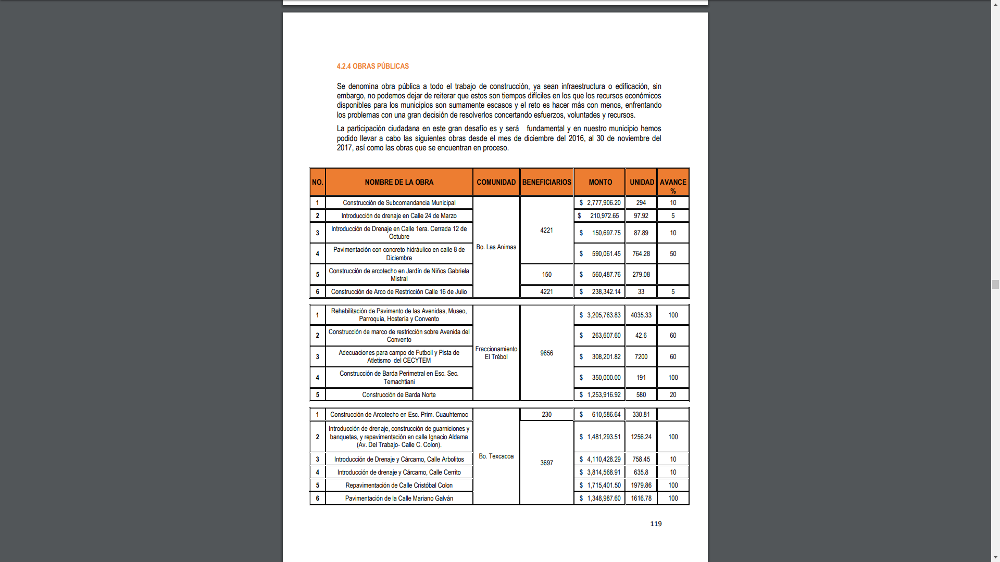 4.2.4 OBRAS PÚBLICAS
Se denomina obra pública a todo el trabajo de construcción, ya sean infraestructura o edificación, sin
embargo, no podemos dejar de reiterar que estos son tiempos difíciles en los que los recursos económicos
disponibles para los municipios son sumamente escasos y el reto es hacer más con menos, enfrentando
los problemas con una gran decisión de resolverlos concertando esfuerzos, voluntades y recursos.
La participación ciudadana en este gran desafío es y será fundamental y en nuestro municipio hemos
podido llevar a cabo las siguientes obras desde el mes de diciembre del 2016, al 30 de noviembre del
2017, así como las obras que se encuentran en proceso.
NO. NOMBRE DE LA OBRA COMUNIDAD BENEFICIARIOS MONTO UNIDAD AVANCE
%
1 Construcción de Subcomandancia Municipal $ 2,777,906.20 294 10
2 Introducción de drenaje en Calle 24 de Marzo $ 210,972.65 97.92 5
Introducción de Drenaje en Calle 1era. Cerrada 12 de
4221
3 $ 150,697.75 87.89 10
Octubre
Bo. Las Animas
Pavimentación con concreto hidráulico en calle 8 de
4 $ 590,061.45 764.28 50
Diciembre
Construcción de arcotecho en Jardín de Niños Gabriela
5 150 $ 560,487.76 279.08
Mistral
6 Construcción de Arco de Restricción Calle 16 de Julio 4221 $ 238,342.14 33 5
Rehabilitación de Pavimento de las Avenidas, Museo,
1 $ 3,205,763.83 4035.33 100
Parroquia, Hostería y Convento
Construcción de marco de restricción sobre Avenida del
2 $ 263,607.60 42.6 60
Convento
Fraccionamiento
El Trébol
9656
Adecuaciones para campo de Futboll y Pista de
3 $ 308,201.82 7200 60
Atletismo del CECYTEM
Construcción de Barda Perimetral en Esc. Sec.
4 $ 350,000.00 191 100
Temachtiani
5 Construcción de Barda Norte $ 1,253,916.92 580 20
1 Construcción de Arcotecho en Esc. Prim. Cuauhtemoc 230 $ 610,586.64 330.81
Introducción de drenaje, construcción de guarniciones y
2 banquetas, y repavimentación en calle Ignacio Aldama $ 1,481,293.51 1256.24 100
(Av. Del Trabajo- Calle C. Colon).
Bo. Texcacoa
3 Introducción de Drenaje y Cárcamo, Calle Arbolitos $ 4,110,428.29 758.45 10
3697
4 Introducción de drenaje y Cárcamo, Calle Cerrito $ 3,814,568.91 635.8 10
5 Repavimentación de Calle Cristóbal Colon $ 1,715,401.50 1979.86 100
6 Pavimentación de la Calle Mariano Galván $ 1,348,987.60 1616.78 100
119